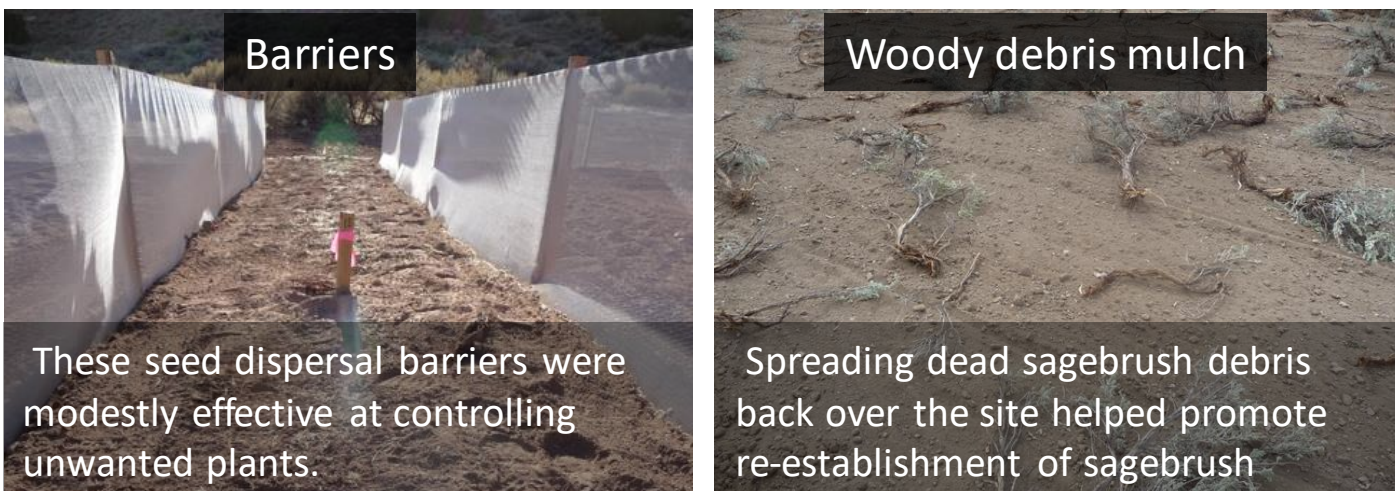 Barriers
These seed dispersal barriers were
modestly effective at controlling
unwanted plants.
Woody debris mulch
Spreading dead sagebrush debris
back over the site helped promote
re-establishment of sagebrush